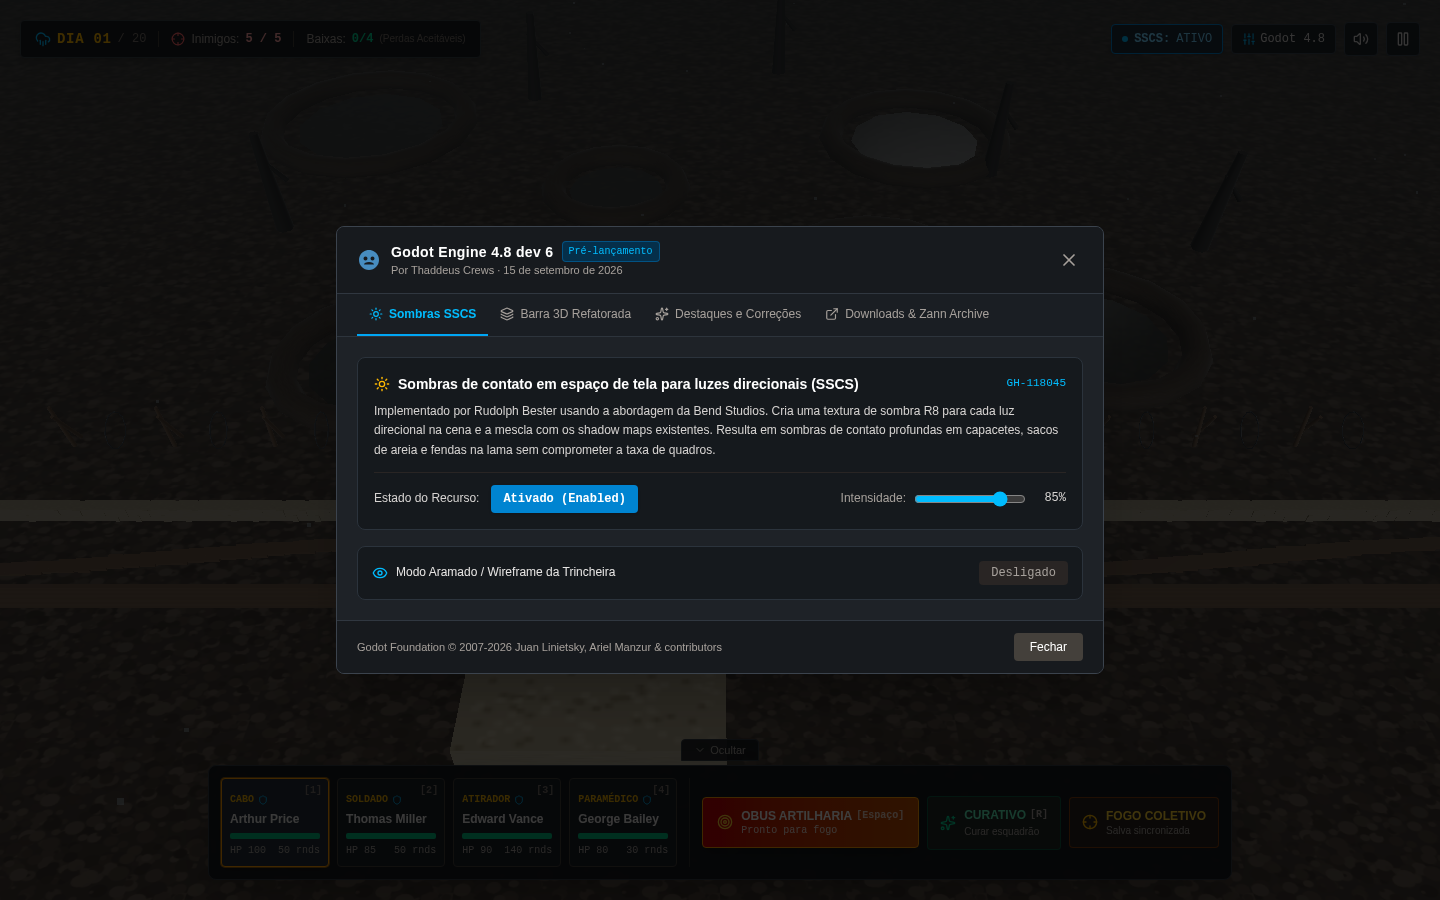 DIA 01 / 20
Inimigos: 5 / 5
Baixas: 0/4 (Perdas Aceitáveis)
SSCS: ATIVO
Godot 4.8
Godot Engine 4.8 dev 6
Pré-lançamento
Por Thaddeus Crews · 15 de setembro de 2026
Sombras SSCS
Barra 3D Refatorada
Destaques e Correções
Downloads & Zann Archive
Sombras de contato em espaço de tela para luzes direcionais (SSCS)
GH-118045
Implementado por Rudolph Bester usando a abordagem da Bend Studios. Cria uma textura de sombra R8 para cada luz
direcional na cena e a mescla com os shadow maps existentes. Resulta em sombras de contato profundas em capacetes, sacos
de areia e fendas na lama sem comprometer a taxa de quadros.
Estado do Recurso:
Ativado (Enabled)
Intensidade:
85%
Modo Aramado / Wireframe da Trincheira
Desligado
Godot Foundation © 2007-2026 Juan Linietsky, Ariel Manzur & contributors
Fechar
Ocultar
[1]
CABO
Arthur Price
HP 100 50 rnds
[2]
SOLDADO
Thomas Miller
HP 85 50 rnds
[3]
ATIRADOR
Edward Vance
HP 90 140 rnds
[4]
PARAMÉDICO
George Bailey
HP 80 30 rnds
OBUS ARTILHARIA [Espaço]
Pronto para fogo
CURATIVO [R]
Curar esquadrão
FOGO COLETIVO
Salva sincronizada